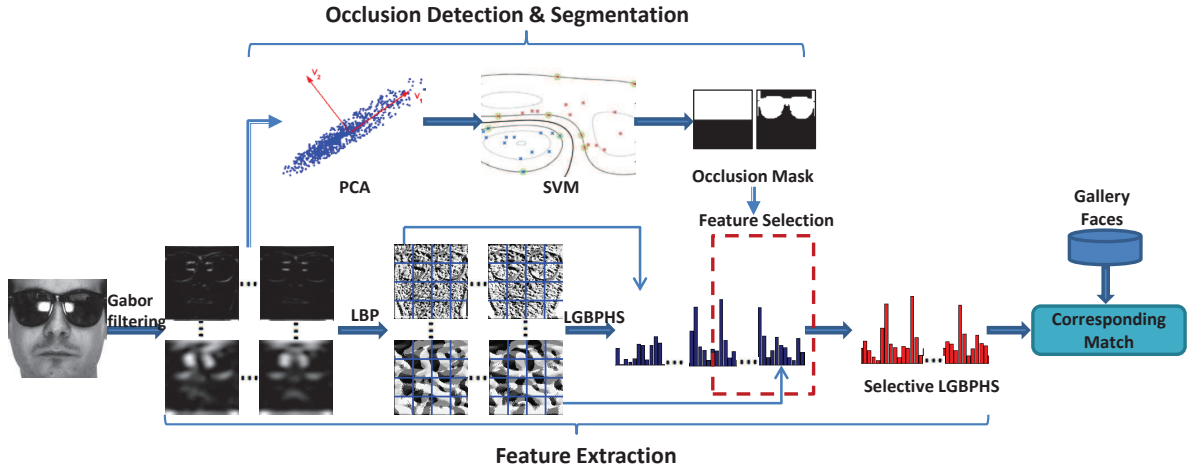 Occlusion Detection & Segmentation
V2
V1
PCA
SVM
Occlusion Mask
Feature Selection
Gallery
Faces
Gabor
filtering
LBP
LGBPHS
Corresponding
Match
Selective LGBPHS
Feature Extraction